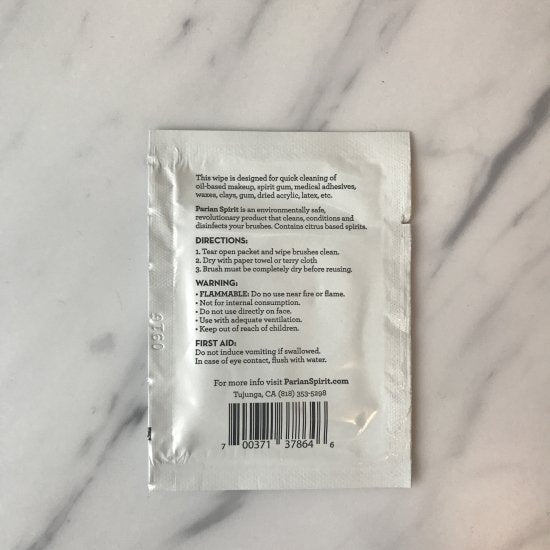 This wipe is designed for quick cleaning of
oil-based makeup, spirit gum, medical adhesives,
waxes, clays, gum, dried acrylic, latex, etc.
Parian Spirit is an environmentally safe,
revolutionary product that cleans, conditions and
disinfects your brushes. Contains citrus based spirits.
DIRECTIONS:
1. Tear open packet and wipe brushes clean.
2. Dry with paper towel or terry cloth
3. Brush must be completely dry before reusing.
WARNING:
• FLAMMABLE: Do no use near fire or flame.
• Not for internal consumption.
• Do not use directly on face.
• Use with adequate ventilation.
• Keep out of reach of children.
FIRST AID:
Do not induce vomiting if swallowed.
In case of eye contact, flush with water.
For more info visit ParianSpirit.com
Tujunga, CA (818) 353-5298
7 00371 37864 6
0916